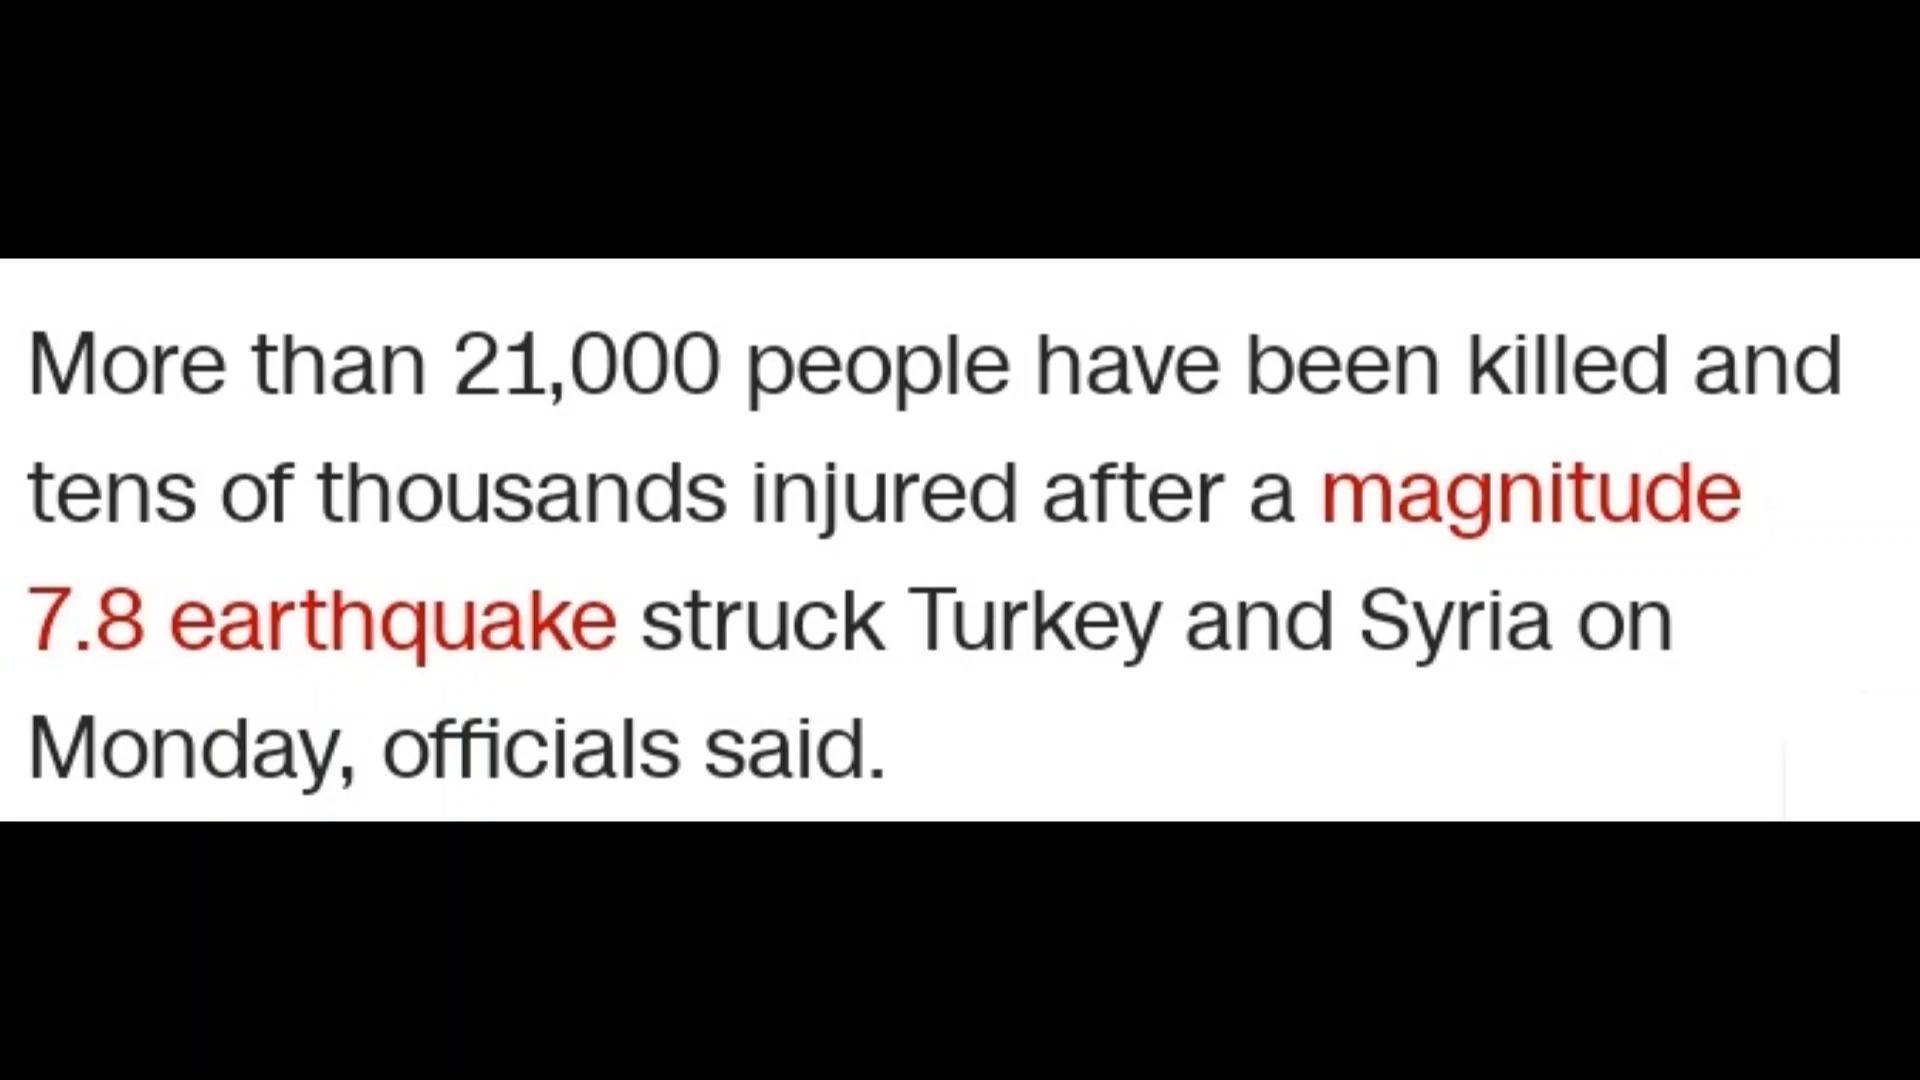 More than 21,000 people have been killed and
tens of thousands injured after a magnitude
7.8 earthquake struck Turkey and Syria on
Monday, officials said.